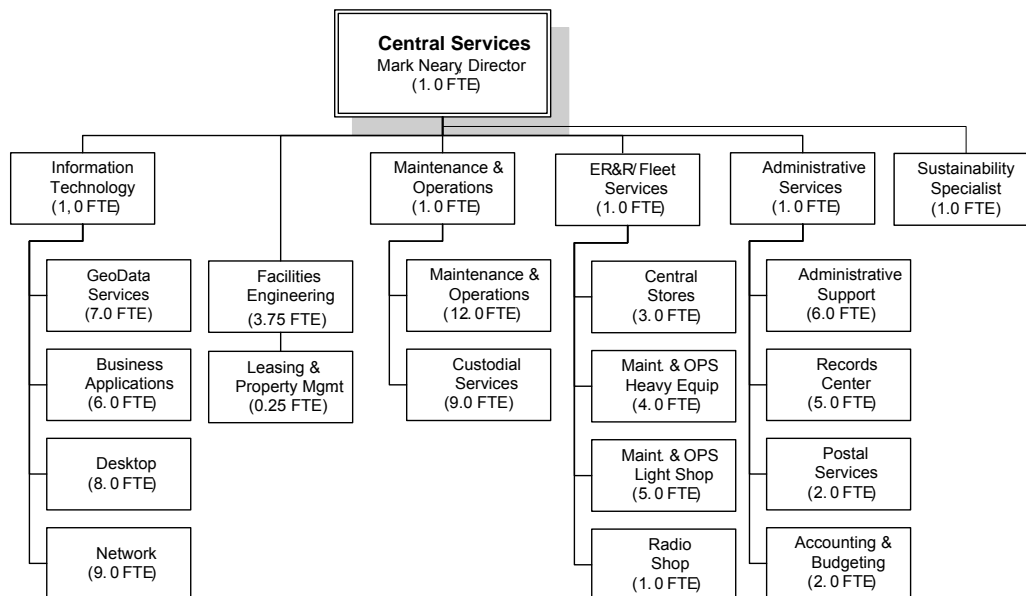 Central Services
Mark Neary, Director
(1.0 FTE)
Information
Technology
(1,0 FTE)
Maintenance &
Operations
(1.0 FTE)
ER&R/Fleet
Services
(1.0 FTE)
Administrative
Services
(1.0 FTE)
Sustainability
Specialist
(1.0 FTE)
GeoData
Services
(7.0 FTE)
Business
Applications
(6.0 FTE)
Desktop
(8.0 FTE)
Network
(9.0 FTE)
Facilities
Engineering
(3.75 FTE)
Leasing &
Property Mgmt
(0.25 FTE)
Maintenance &
Operations
(12.0 FTE)
Custodial
Services
(9.0 FTE)
Central
Stores
(3.0 FTE)
Maint. & OPS
Heavy Equip
(4.0 FTE)
Maint. & OPS
Light Shop
(5.0 FTE)
Radio
Shop
(1.0 FTE)
Administrative
Support
(6.0 FTE)
Records
Center
(5.0 FTE)
Postal
Services
(2.0 FTE)
Accounting &
Budgeting
(2.0 FTE)